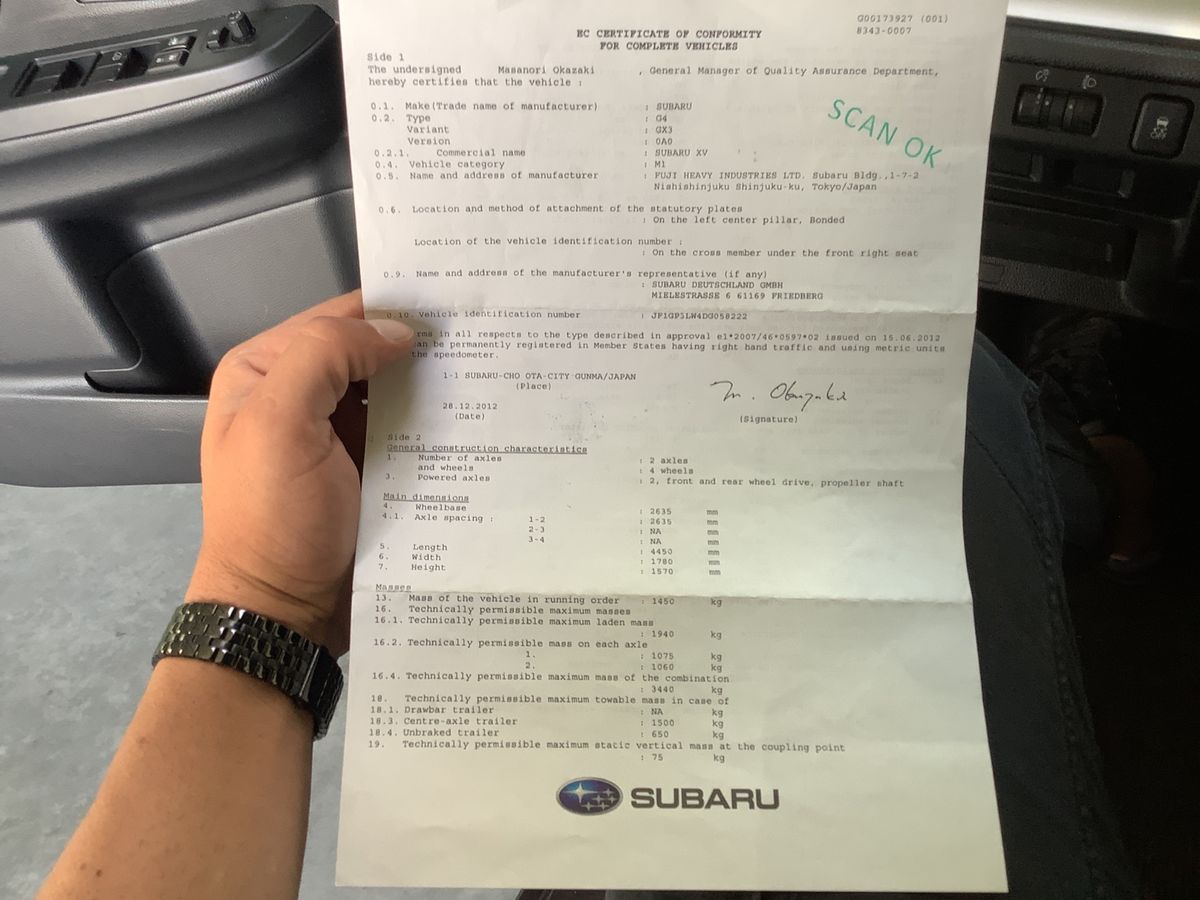 G00173927 (001)
8343-0007
EC CERTIFICATE OF CONFORMITY
FOR COMPLETE VEHICLES
Side 1
The undersigned Masanori Okazaki , General Manager of Quality Assurance Department,
hereby certifies that the vehicle :
0.1. Make(Trade name of manufacturer) : SUBARU
0.2. Type : G4
Variant : GX3
Version : 0A0
SCAN OK
0.2.1. Commercial name : SUBARU XV
0.4. Vehicle category : M1
0.5. Name and address of manufacturer : FUJI HEAVY INDUSTRIES LTD. Subaru Bldg.,1-7-2
Nishishinjuku Shinjuku-ku, Tokyo/Japan
0.6. Location and method of attachment of the statutory plates
: On the left center pillar, Bonded
Location of the vehicle identification number :
: On the cross member under the front right seat
0.9. Name and address of the manufacturer's representative (if any)
: SUBARU DEUTSCHLAND GMBH
MIELESTRASSE 6 61169 FRIEDBERG
0.10. Vehicle identification number : JF1GP5LW4DG058222
in all respects to the type described in approval e1*2007/46*0597*02 issued on 15.06.2012
be permanently registered in Member States having right hand traffic and using metric units
the speedometer.
1-1 SUBARU-CHO OTA-CITY GUNMA/JAPAN
(Place)
M. Okazaki
28.12.2012
(Date)
(Signature)
Side 2
General construction characteristics
1. Number of axles : 2 axles
and wheels : 4 wheels
3. Powered axles : 2, front and rear wheel drive, propeller shaft
Main dimensions
4. Wheelbase : 2635 mm
4.1. Axle spacing : 1-2 : 2635 mm
2-3 : NA mm
3-4 : NA mm
5. Length : 4450 mm
6. Width : 1780 mm
7. Height : 1570 mm
Masses
13. Mass of the vehicle in running order : 1450 kg
16. Technically permissible maximum masses
16.1. Technically permissible maximum laden mass
: 1940 kg
16.2. Technically permissible mass on each axle
1. : 1075 kg
2. : 1060 kg
16.4. Technically permissible maximum mass of the combination
: 3440 kg
18. Technically permissible maximum towable mass in case of
18.1. Drawbar trailer : NA kg
18.3. Centre-axle trailer : 1500 kg
18.4. Unbraked trailer : 650 kg
19. Technically permissible maximum static vertical mass at the coupling point
: 75 kg
SUBARU